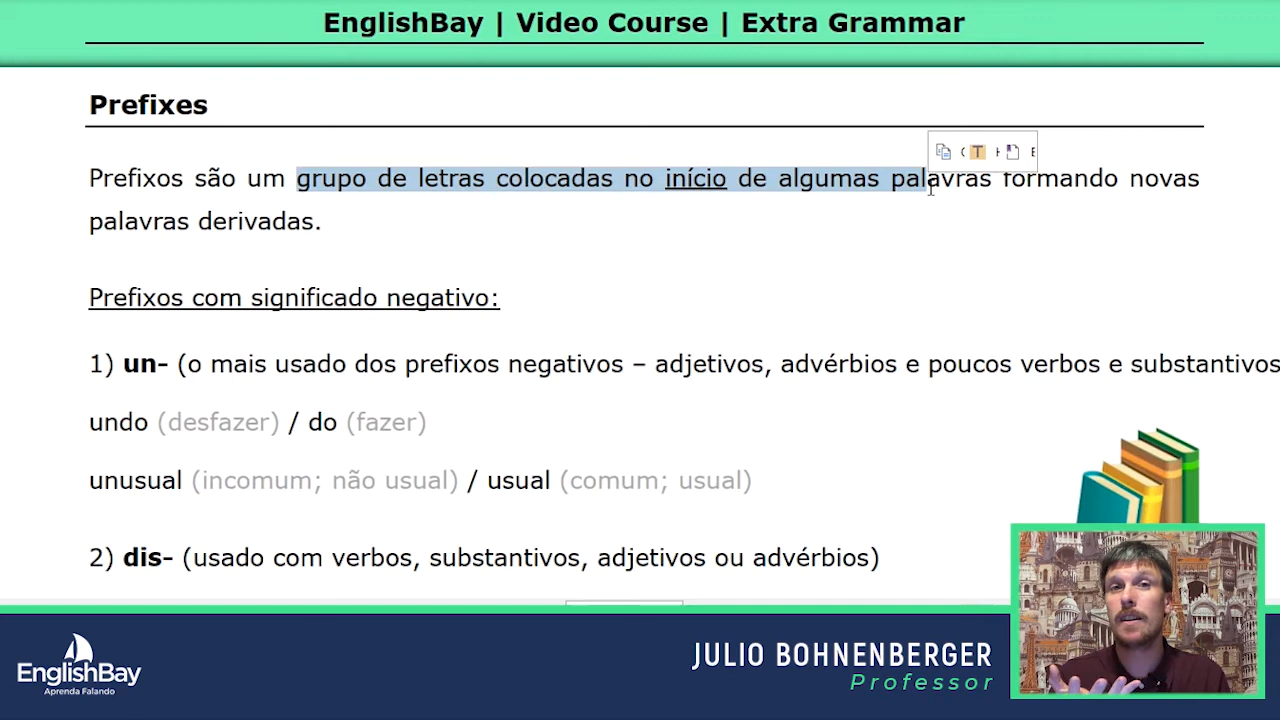 EnglishBay | Video Course | Extra Grammar
Prefixes
Prefixos são um grupo de letras colocadas no início de algumas palavras formando novas
palavras derivadas.
Prefixos com significado negativo:
1) un- (o mais usado dos prefixos negativos – adjetivos, advérbios e poucos verbos e substantivos
undo (desfazer) / do (fazer)
unusual (incomum; não usual) / usual (comum; usual)
2) dis- (usado com verbos, substantivos, adjetivos ou advérbios)
EnglishBay
Aprenda Falando
JULIO BOHNENBERGER
Professor